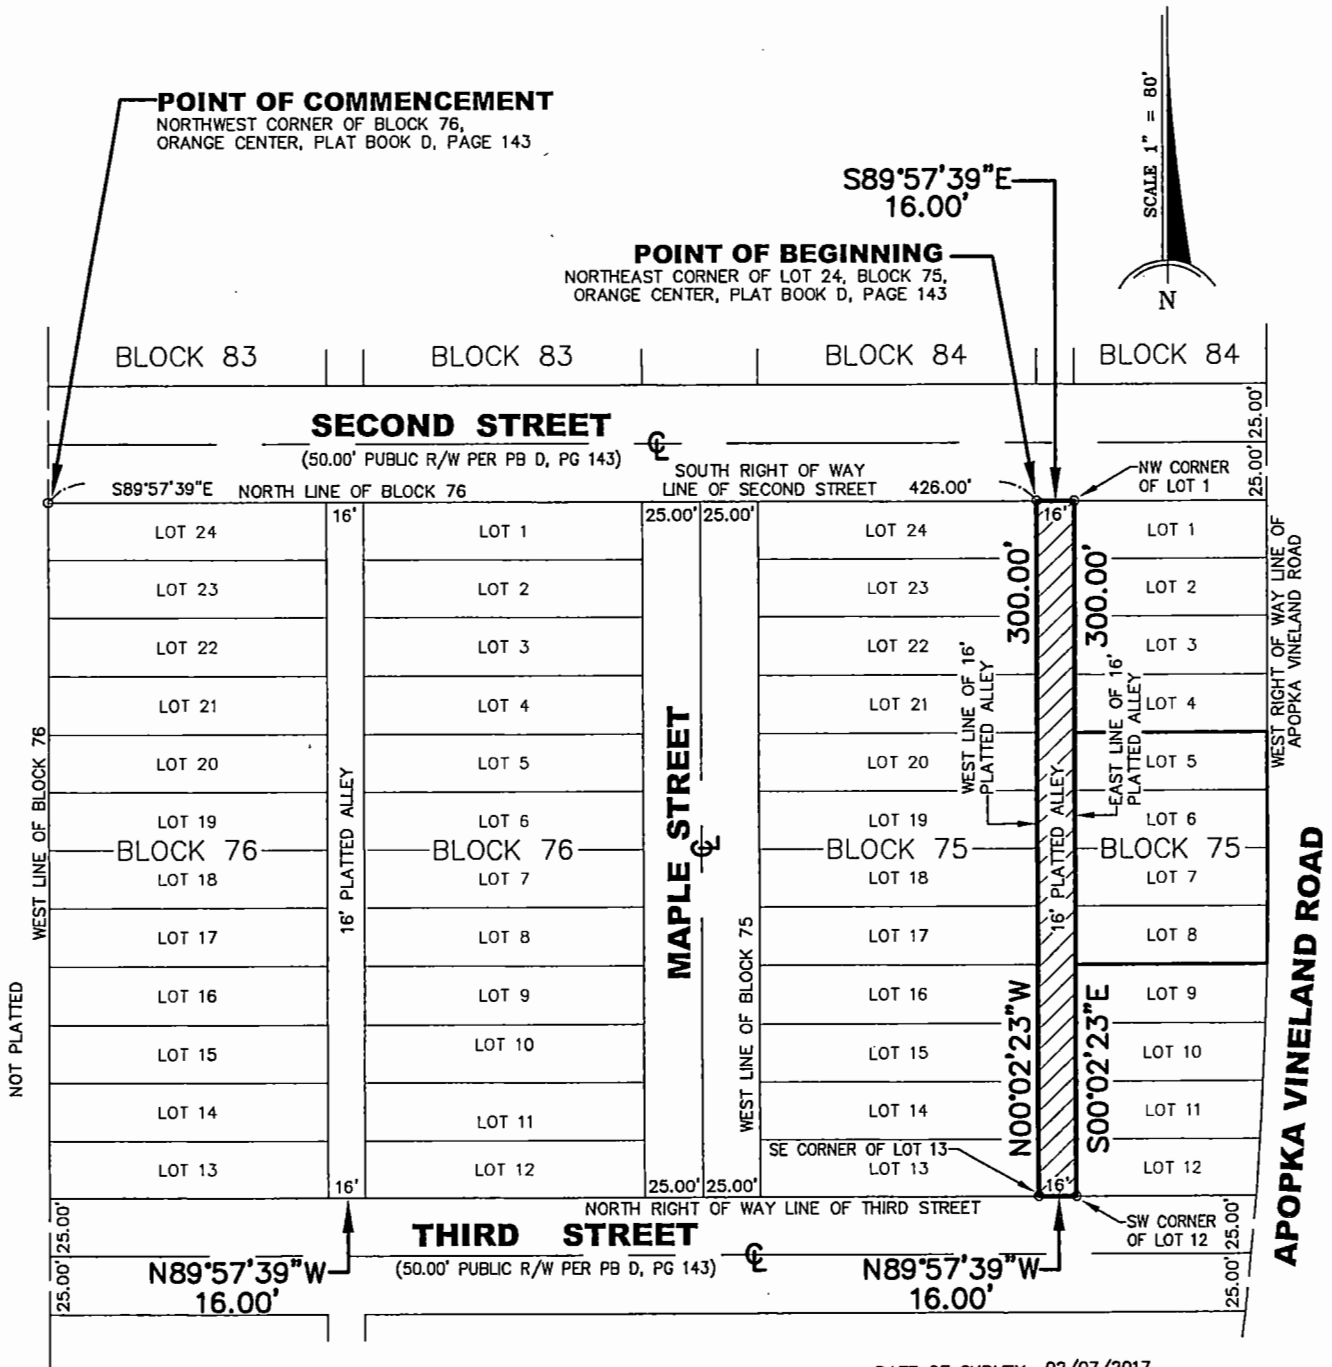 POINT OF COMMENCEMENT
NORTHWEST CORNER OF BLOCK 76,
ORANGE CENTER, PLAT BOOK D, PAGE 143
SCALE 1" = 80'
N
S89°57'39"E
16.00'
POINT OF BEGINNING
NORTHEAST CORNER OF LOT 24, BLOCK 75,
ORANGE CENTER, PLAT BOOK D, PAGE 143
BLOCK 83
BLOCK 83
BLOCK 84
BLOCK 84
SECOND STREET
(50.00' PUBLIC R/W PER PB D, PG 143)
CL
25.00'
25.00'
S89°57'39"E
NORTH LINE OF BLOCK 76
SOUTH RIGHT OF WAY
LINE OF SECOND STREET
426.00'
NW CORNER
OF LOT 1
LOT 24
LOT 23
LOT 22
LOT 21
LOT 20
LOT 19
BLOCK 76
LOT 18
LOT 17
LOT 16
LOT 15
LOT 14
LOT 13
WEST LINE OF BLOCK 76
NOT PLATTED
16'
16' PLATTED ALLEY
16'
LOT 1
LOT 2
LOT 3
LOT 4
LOT 5
LOT 6
BLOCK 76
LOT 7
LOT 8
LOT 9
LOT 10
LOT 11
LOT 12
25.00'
25.00'
MAPLE STREET
CL
25.00'
25.00'
WEST LINE OF BLOCK 75
LOT 24
LOT 23
LOT 22
LOT 21
LOT 20
LOT 19
BLOCK 75
LOT 18
LOT 17
LOT 16
LOT 15
LOT 14
SE CORNER OF LOT 13
LOT 13
300.00'
WEST LINE OF 16'
PLATTED ALLEY
N00°02'23"W
16'
16' PLATTED ALLEY
16'
300.00'
EAST LINE OF 16'
PLATTED ALLEY
S00°02'23"E
LOT 1
LOT 2
LOT 3
LOT 4
LOT 5
LOT 6
BLOCK 75
LOT 7
LOT 8
LOT 9
LOT 10
LOT 11
LOT 12
WEST RIGHT OF WAY LINE OF
APOPKA VINELAND ROAD
APOPKA VINELAND ROAD
NORTH RIGHT OF WAY LINE OF THIRD STREET
THIRD STREET
(50.00' PUBLIC R/W PER PB D, PG 143)
CL
25.00'
25.00'
N89°57'39"W
16.00'
N89°57'39"W
16.00'
SW CORNER
OF LOT 12
25.00'
25.00'